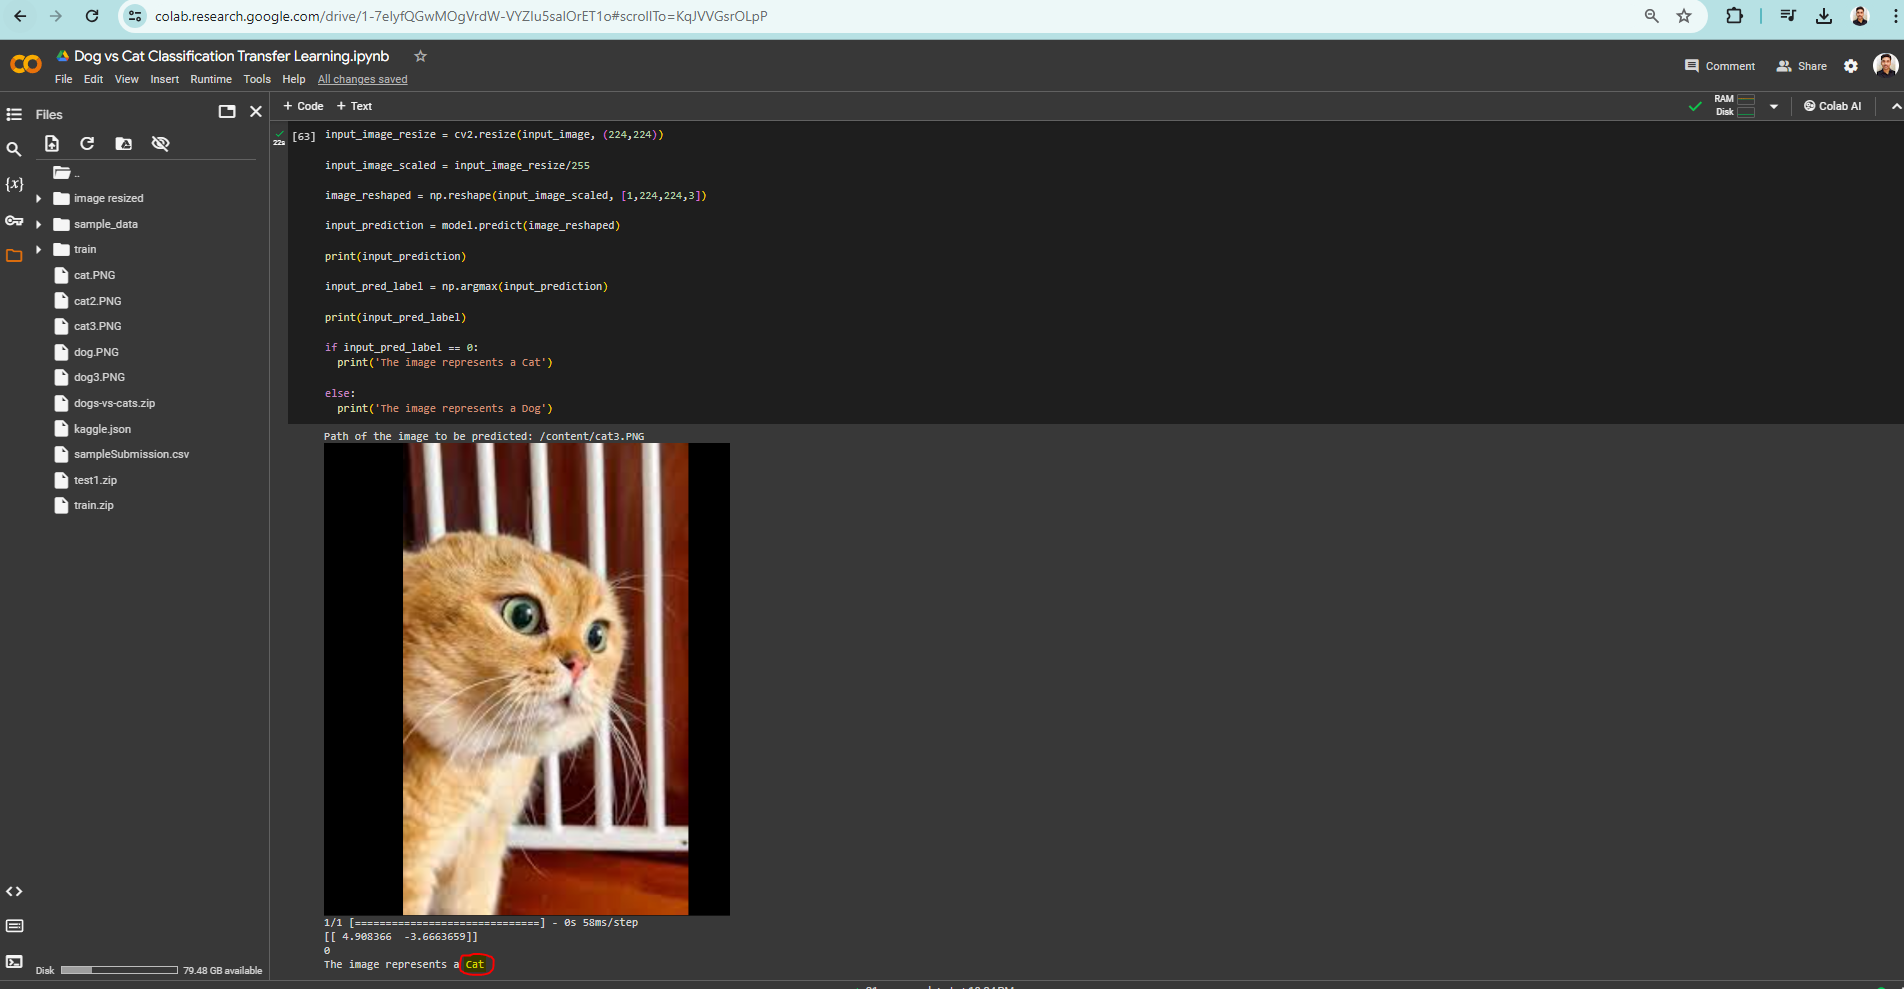 colab.research.google.com/drive/1-7elyfQGwMOgVrdW-VYZIu5salOrET1o#scrollTo=KqJVVGsrOLpP
Dog vs Cat Classification Transfer Learning.ipynb
File Edit View Insert Runtime Tools Help All changes saved
Comment Share
Files
+ Code + Text
RAM
Disk
Colab AI
..
image resized
sample_data
train
cat.PNG
cat2.PNG
cat3.PNG
dog.PNG
dog3.PNG
dogs-vs-cats.zip
kaggle.json
sampleSubmission.csv
test1.zip
train.zip
Disk 79.48 GB available
22s
[63] input_image_resize = cv2.resize(input_image, (224,224))
input_image_scaled = input_image_resize/255
image_reshaped = np.reshape(input_image_scaled, [1,224,224,3])
input_prediction = model.predict(image_reshaped)
print(input_prediction)
input_pred_label = np.argmax(input_prediction)
print(input_pred_label)
if input_pred_label == 0:
print('The image represents a Cat')
else:
print('The image represents a Dog')
Path of the image to be predicted: /content/cat3.PNG
1/1 [==============================] - 0s 58ms/step
[[ 4.908366 -3.6663659]]
0
The image represents a Cat